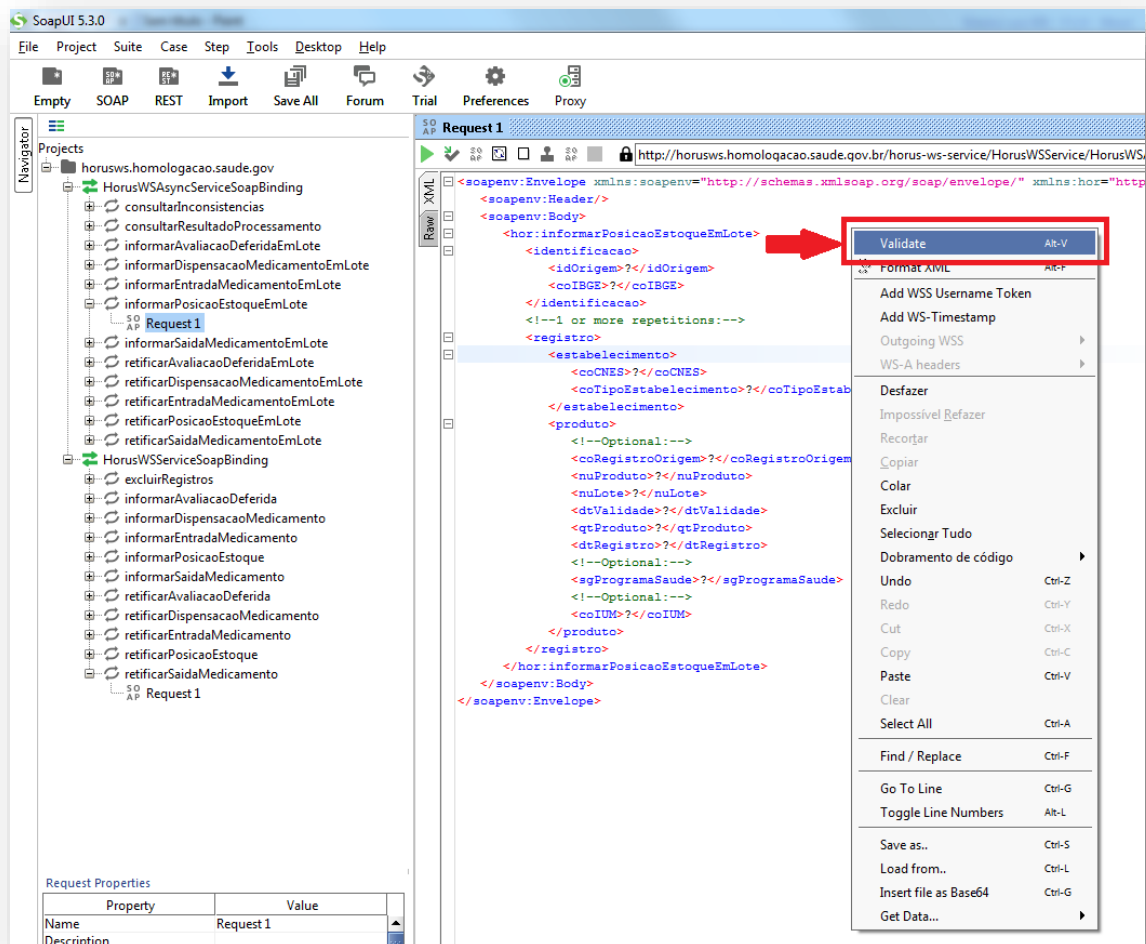 SoapUI 5.3.0
File Project Suite Case Step Tools Desktop Help
Empty SOAP REST Import Save All Forum Trial Preferences Proxy
Navigator
Projects
horusws.homologacao.saude.gov
HorusWSAsyncServiceSoapBinding
consultarInconsistencias
consultarResultadoProcessamento
informarAvaliacaoDeferidaEmLote
informarDispensacaoMedicamentoEmLote
informarEntradaMedicamentoEmLote
informarPosicaoEstoqueEmLote
SOAP Request 1
informarSaidaMedicamentoEmLote
retificarAvaliacaoDeferidaEmLote
retificarDispensacaoMedicamentoEmLote
retificarEntradaMedicamentoEmLote
retificarPosicaoEstoqueEmLote
retificarSaidaMedicamentoEmLote
HorusWSServiceSoapBinding
excluirRegistros
informarAvaliacaoDeferida
informarDispensacaoMedicamento
informarEntradaMedicamento
informarPosicaoEstoque
informarSaidaMedicamento
retificarAvaliacaoDeferida
retificarDispensacaoMedicamento
retificarEntradaMedicamento
retificarPosicaoEstoque
retificarSaidaMedicamento
SOAP Request 1
Request Properties
Property Value
Name Request 1
Description
SOAP Request 1
http://horusws.homologacao.saude.gov.br/horus-ws-service/HorusWSService/HorusWSA
XML
Raw
<soapenv:Envelope xmlns:soapenv="http://schemas.xmlsoap.org/soap/envelope/" xmlns:hor="http
<soapenv:Header/>
<soapenv:Body>
<hor:informarPosicaoEstoqueEmLote>
<identificacao>
<idOrigem>?</idOrigem>
<coIBGE>?</coIBGE>
</identificacao>
<!--1 or more repetitions:-->
<registro>
<estabelecimento>
<coCNES>?</coCNES>
<coTipoEstabelecimento>?</coTipoEstab
</estabelecimento>
<produto>
<!--Optional:-->
<coRegistroOrigem>?</coRegistroOrigem
<nuProduto>?</nuProduto>
<nuLote>?</nuLote>
<dtValidade>?</dtValidade>
<qtProduto>?</qtProduto>
<dtRegistro>?</dtRegistro>
<!--Optional:-->
<sgProgramaSaude>?</sgProgramaSaude>
<!--Optional:-->
<coIUM>?</coIUM>
</produto>
</registro>
</hor:informarPosicaoEstoqueEmLote>
</soapenv:Body>
</soapenv:Envelope>
Validate Alt-V
Format XML Alt-F
Add WSS Username Token
Add WS-Timestamp
Outgoing WSS
WS-A headers
Desfazer
Impossível Refazer
Recortar
Copiar
Colar
Excluir
Selecionar Tudo
Dobramento de código
Undo Ctrl-Z
Redo Ctrl-Y
Cut Ctrl-X
Copy Ctrl-C
Paste Ctrl-V
Clear
Select All Ctrl-A
Find / Replace Ctrl-F
Go To Line Ctrl-G
Toggle Line Numbers Alt-L
Save as.. Ctrl-S
Load from.. Ctrl-L
Insert file as Base64 Ctrl-G
Get Data...